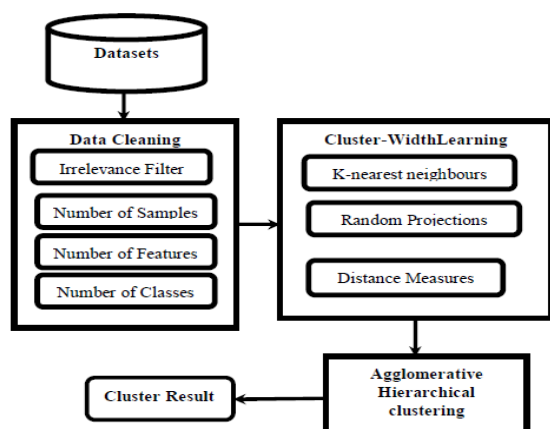 Datasets
Data Cleaning
Irrelevance Filter
Number of Samples
Number of Features
Number of Classes
Cluster-WidthLearning
K-nearest neighbours
Random Projections
Distance Measures
Agglomerative
Hierarchical
clustering
Cluster Result